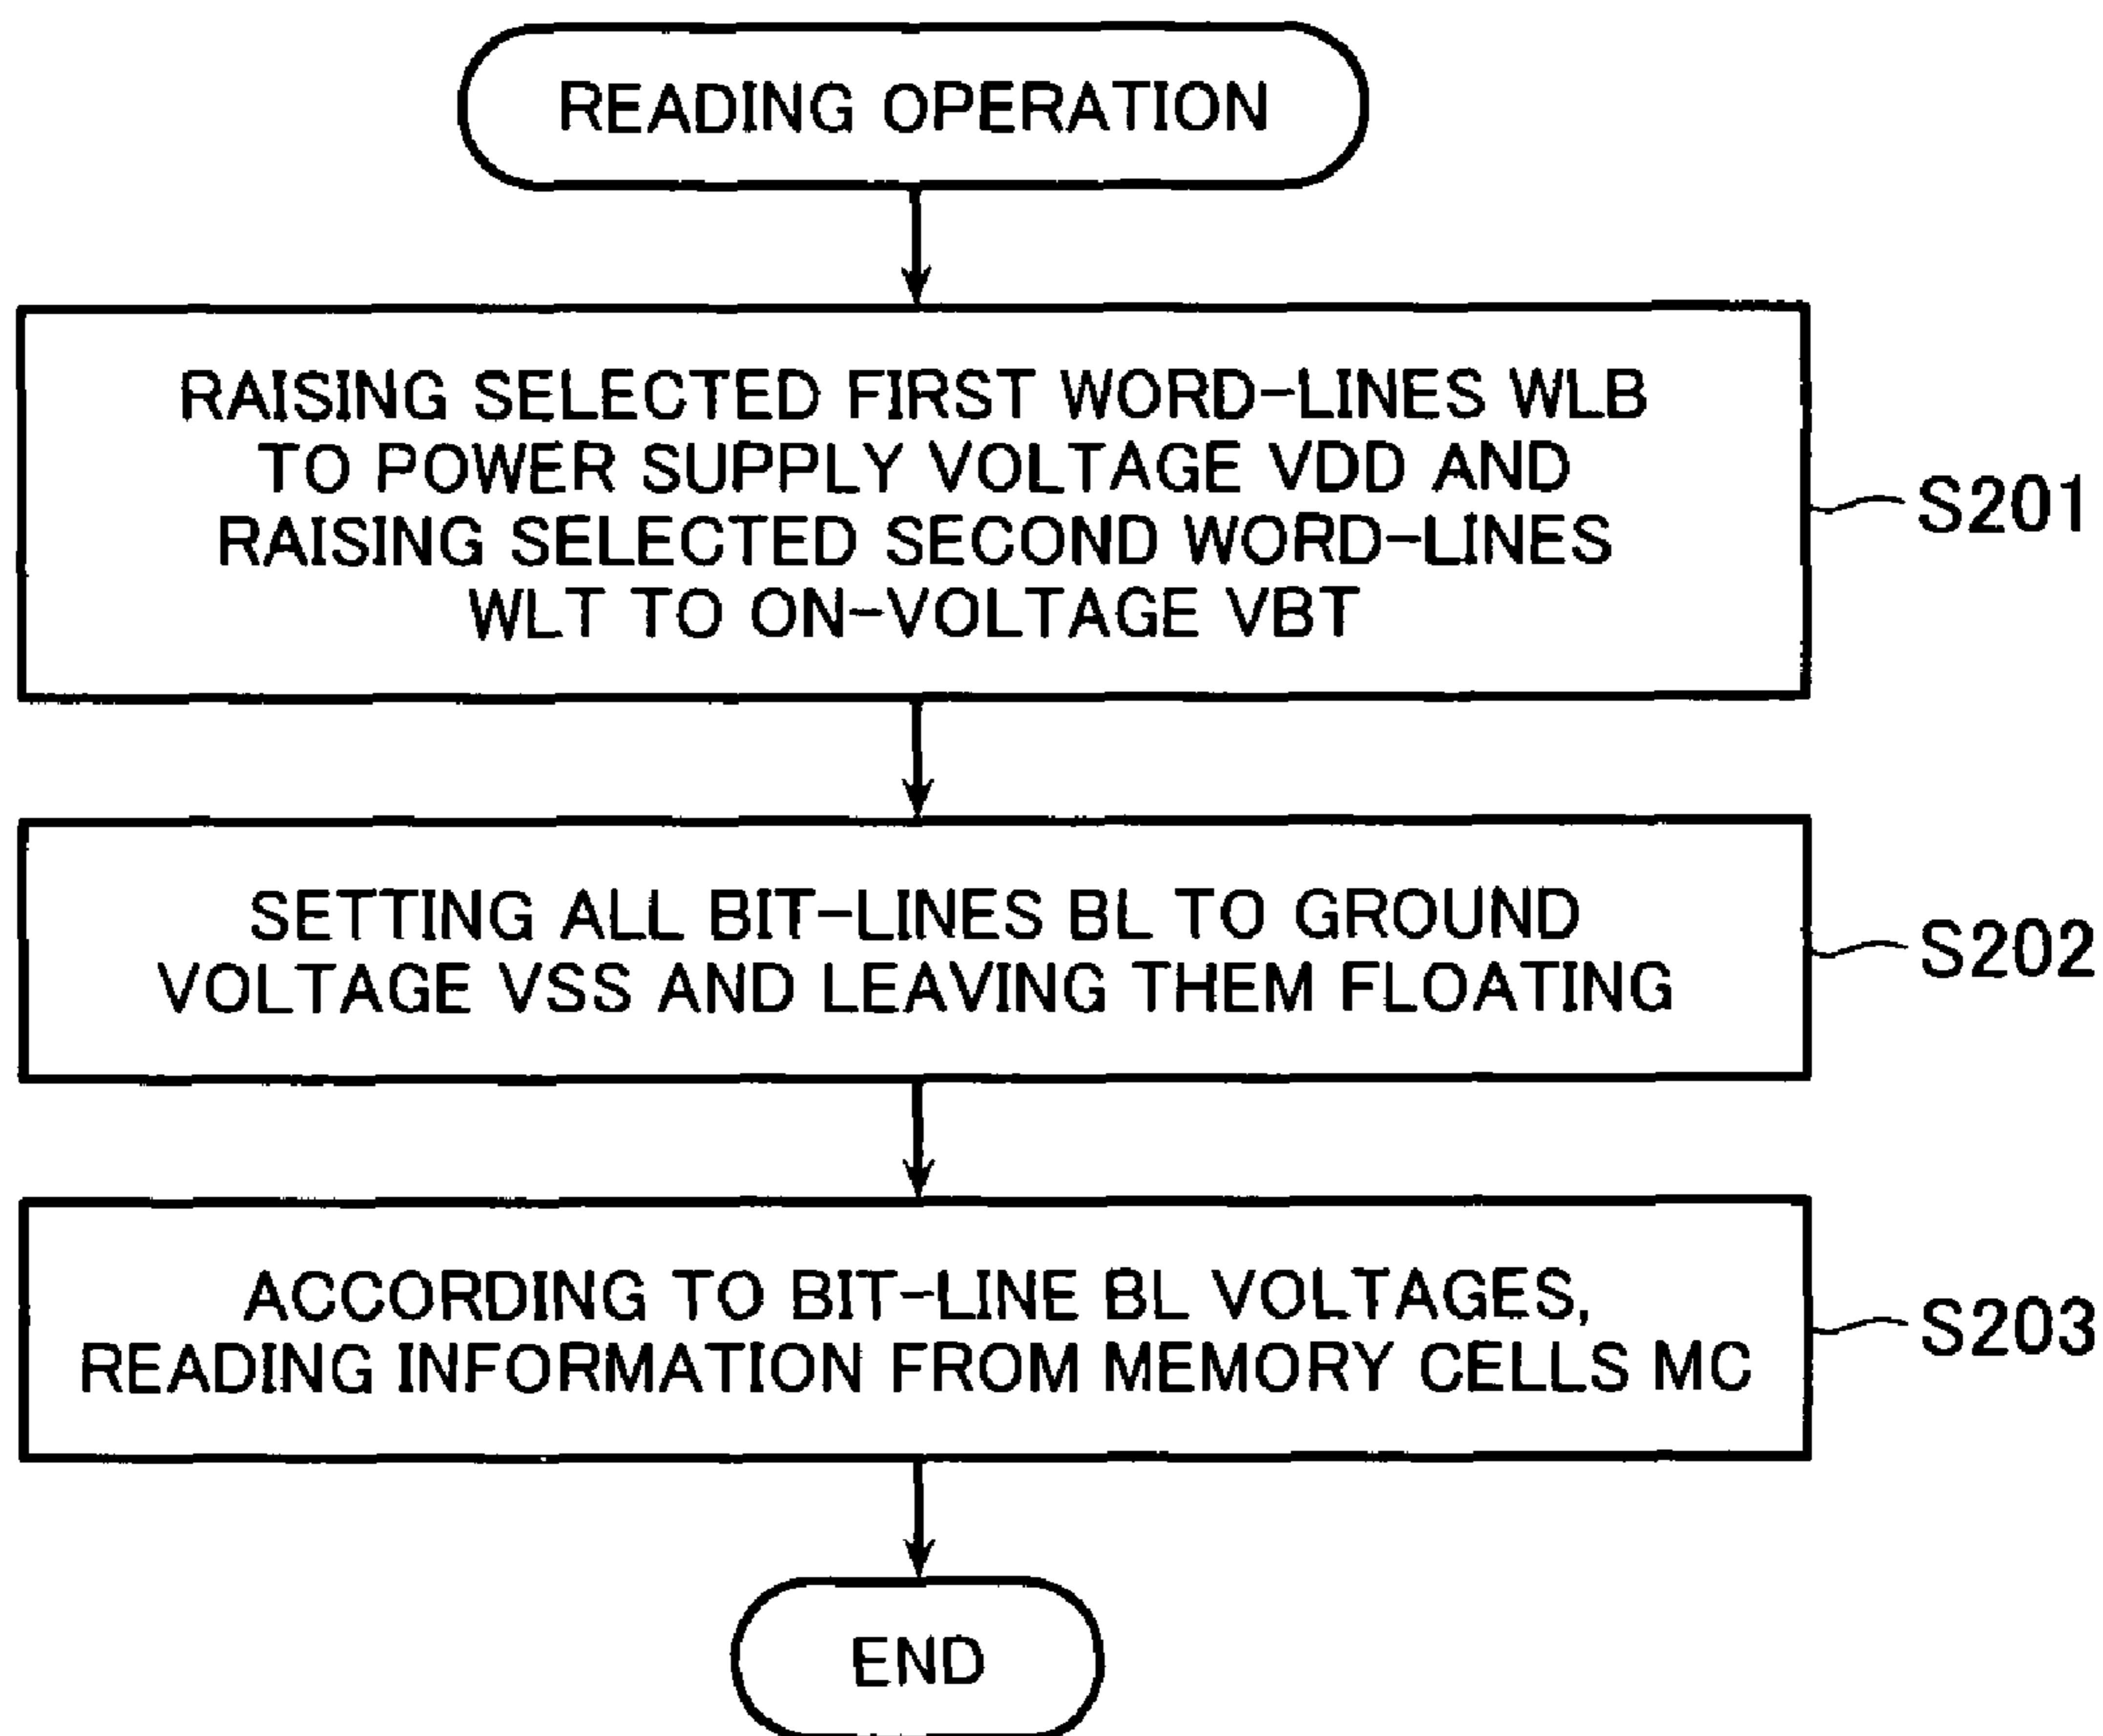 READING OPERATION
RAISING SELECTED FIRST WORD-LINES WLB
TO POWER SUPPLY VOLTAGE VDD AND
RAISING SELECTED SECOND WORD-LINES
WLT TO ON-VOLTAGE VBT
S201
SETTING ALL BIT-LINES BL TO GROUND
VOLTAGE VSS AND LEAVING THEM FLOATING
S202
ACCORDING TO BIT-LINE BL VOLTAGES,
READING INFORMATION FROM MEMORY CELLS MC
S203
END